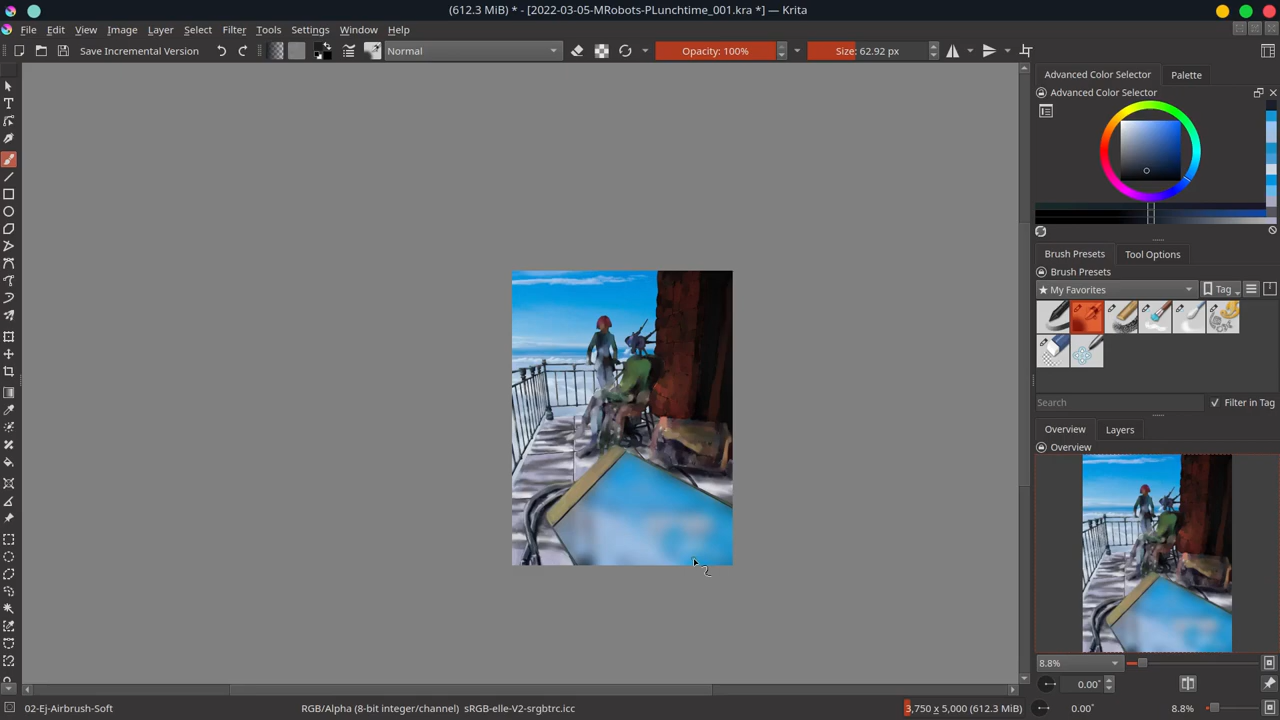 (612.3 MiB) * - [2022-03-05-MRobots-PLunchtime_001.kra *] — Krita
File Edit View Image Layer Select Filter Tools Settings Window Help
Save Incremental Version Normal Opacity: 100% Size: 62.92 px
Advanced Color Selector Palette
Advanced Color Selector
Brush Presets Tool Options
Brush Presets
★ My Favorites Tag
Search Filter in Tag
Overview Layers
Overview
8.8%
0.00°
02-Ej-Airbrush-Soft RGB/Alpha (8-bit integer/channel) sRGB-elle-V2-srgbtrc.icc 3,750 x 5,000 (612.3 MiB) 0.00° 8.8%